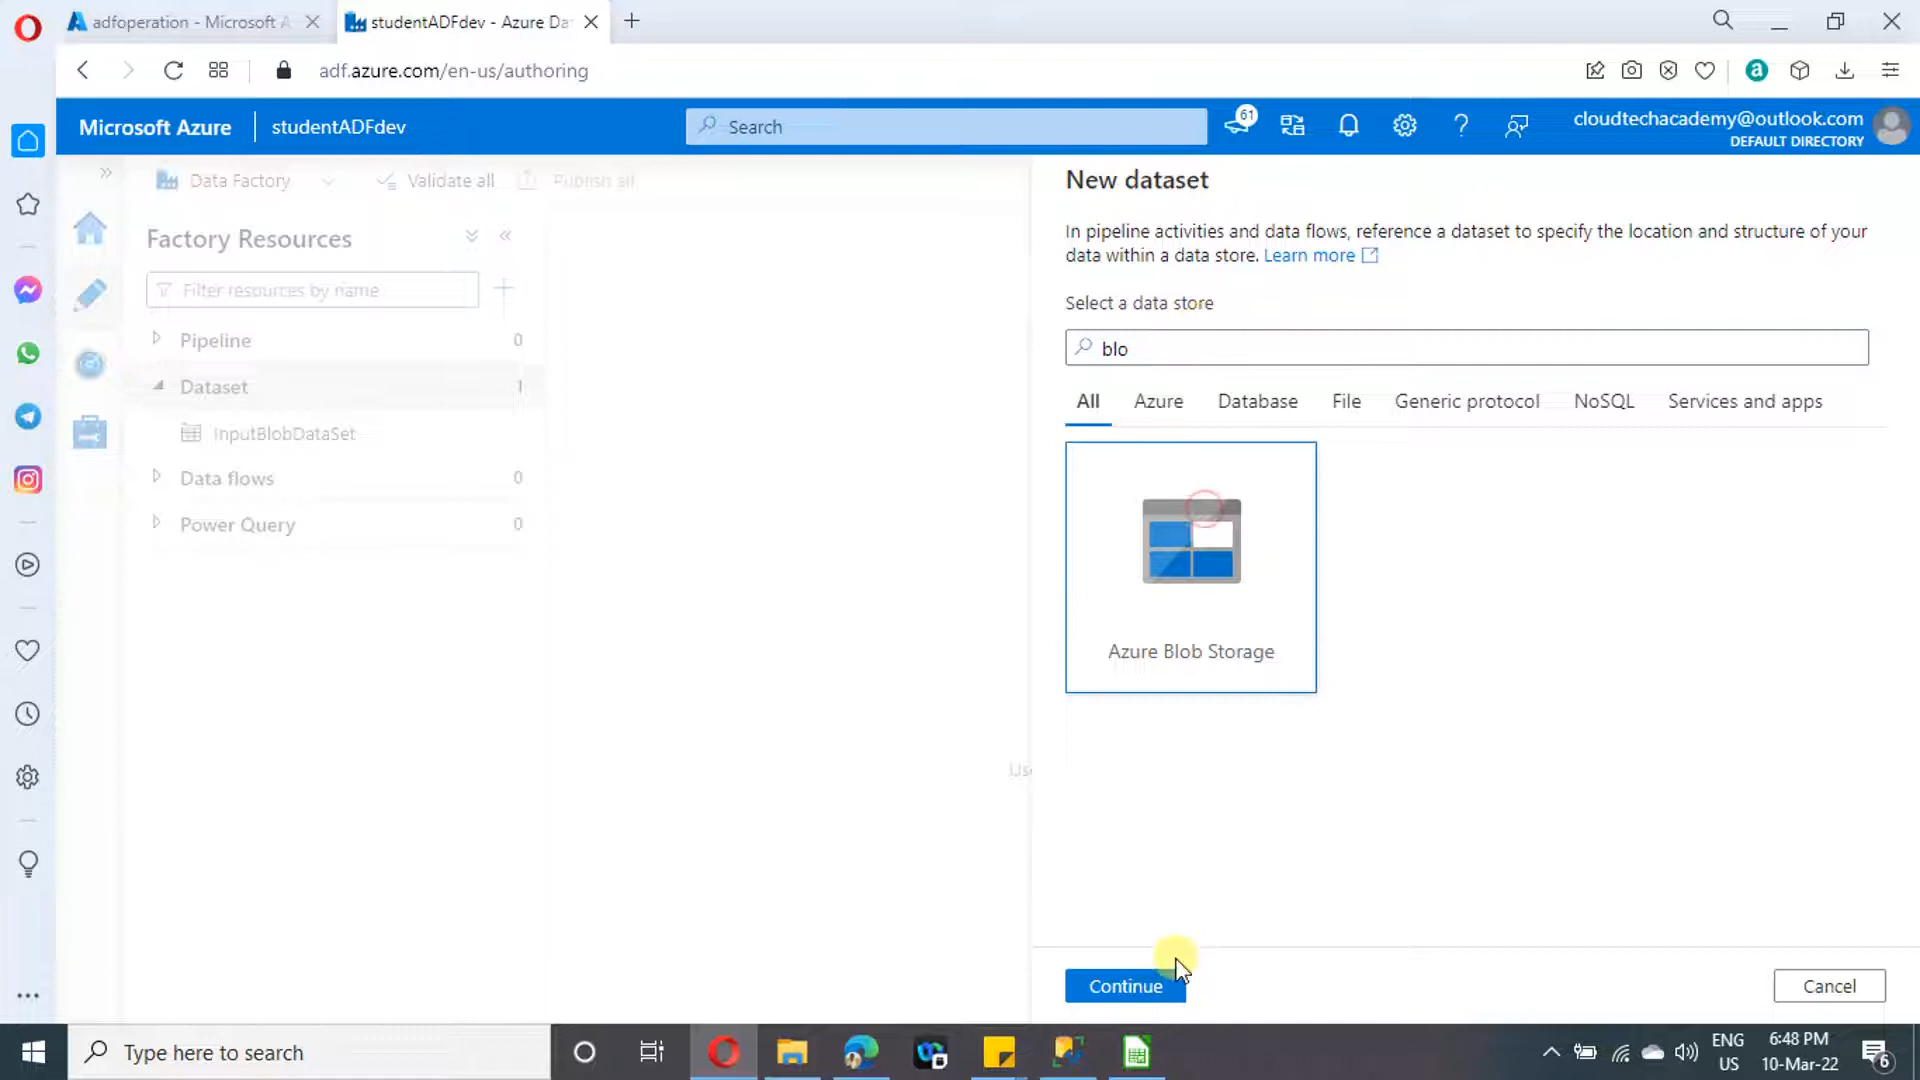 adfoperation - Microsoft A
studentADFdev - Azure Da
adf.azure.com/en-us/authoring
Microsoft Azure
studentADFdev
Search
61
cloudtechacademy@outlook.com
DEFAULT DIRECTORY
Data Factory
Validate all
Publish all
Factory Resources
Filter resources by name
Pipeline 0
Dataset 1
InputBlobDataSet
Data flows 0
Power Query 0
Use
New dataset
In pipeline activities and data flows, reference a dataset to specify the location and structure of your
data within a data store. Learn more
Select a data store
blo
All Azure Database File Generic protocol NoSQL Services and apps
Azure Blob Storage
Continue
Cancel
Type here to search
ENG
US
6:48 PM
10-Mar-22
6